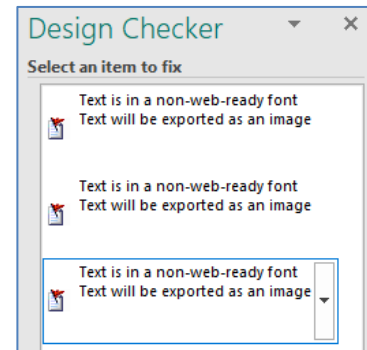 Design Checker
Select an item to fix
Text is in a non-web-ready font
Text will be exported as an image
Text is in a non-web-ready font
Text will be exported as an image
Text is in a non-web-ready font
Text will be exported as an image